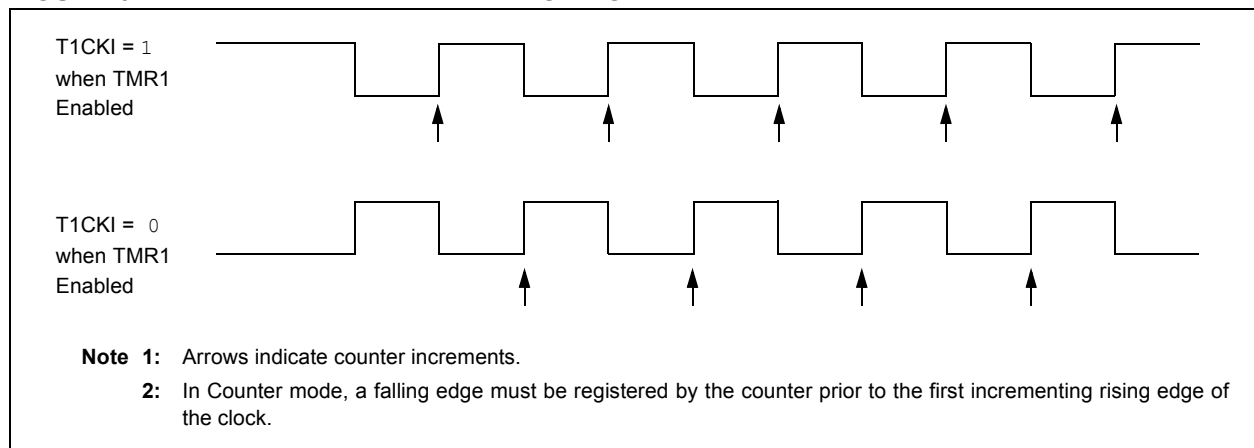 T1CKI = 1
when TMR1
Enabled
T1CKI = 0
when TMR1
Enabled
Note 1: Arrows indicate counter increments.
2: In Counter mode, a falling edge must be registered by the counter prior to the first incrementing rising edge of
the clock.